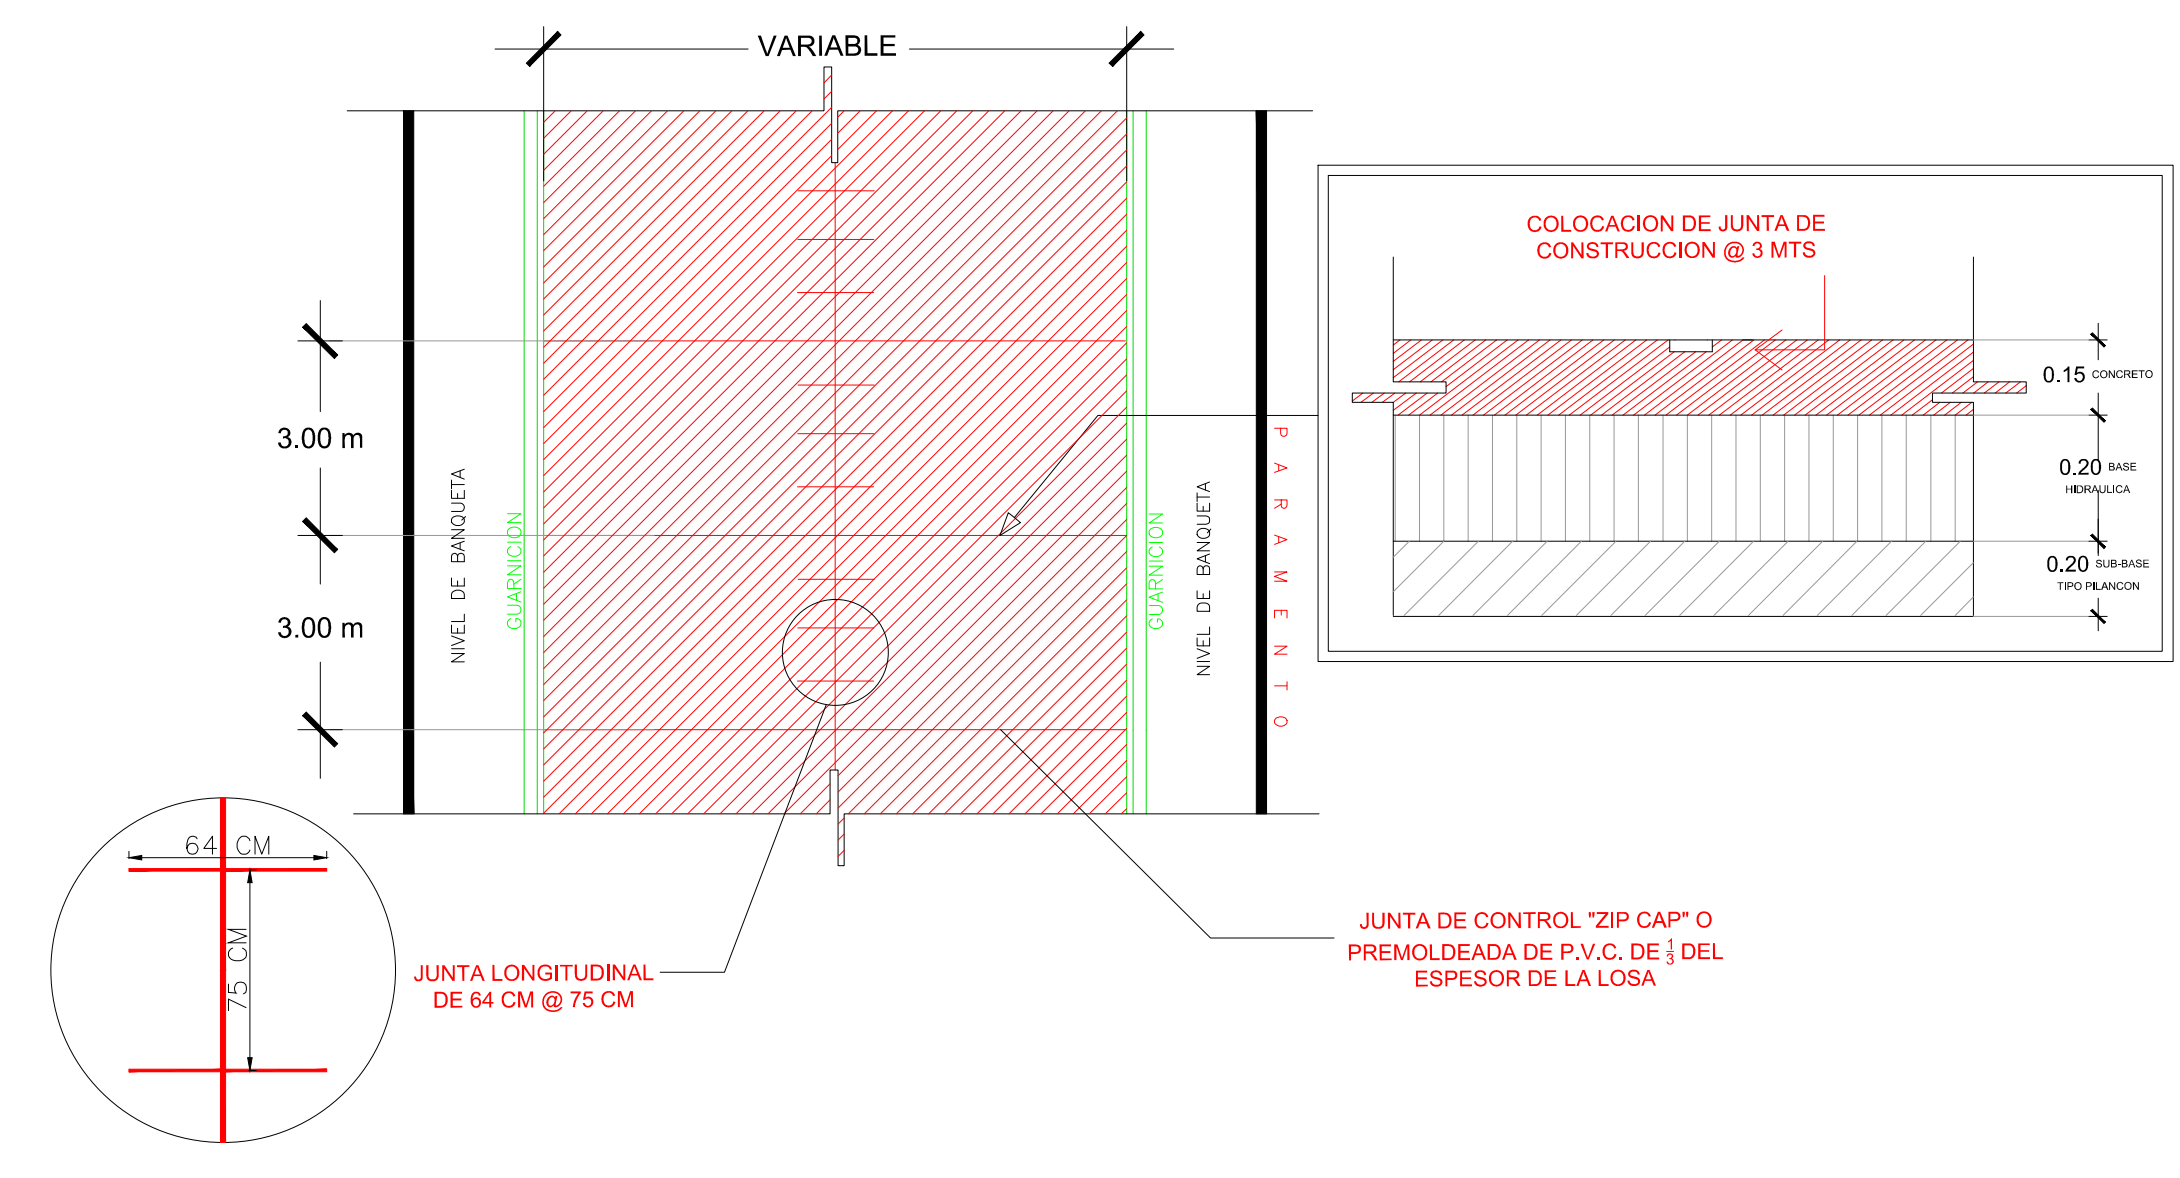 VARIABLE
3.00 m
3.00 m
NIVEL DE BANQUETA
GUARNICION
GUARNICION
NIVEL DE BANQUETA
PARAMENTO
COLOCACION DE JUNTA DE
CONSTRUCCION @ 3 MTS
0.15 CONCRETO
0.20 BASE
HIDRAULICA
0.20 SUB-BASE
TIPO PILANCON
64 CM
75 CM
JUNTA LONGITUDINAL
DE 64 CM @ 75 CM
JUNTA DE CONTROL "ZIP CAP" O
PREMOLDEADA DE P.V.C. DE 1/3 DEL
ESPESOR DE LA LOSA